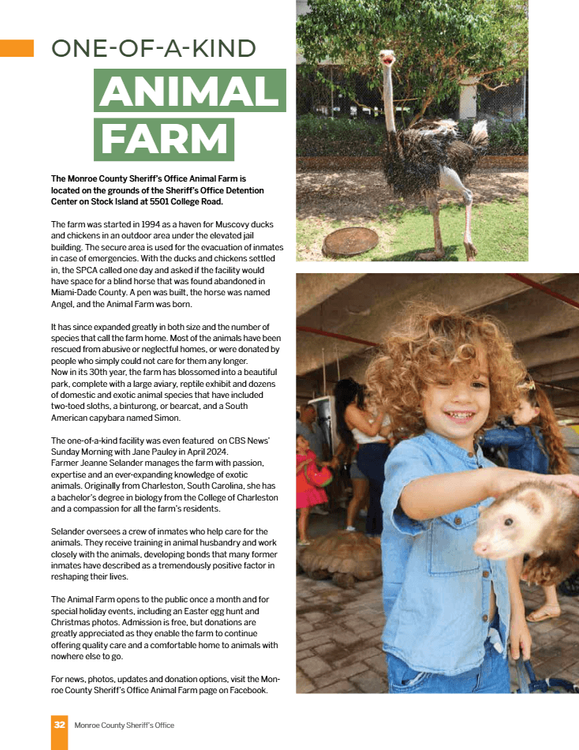 ONE-OF-A-KIND
ANIMAL
FARM
The Monroe County Sheriff's Office Animal Farm is
located on the grounds of the Sheriff's Office Detention
Center on Stock Island at 5501 College Road.
The farm was started in 1994 as a haven for Muscovy ducks
and chickens in an outdoor area under the elevated jail
building. The secure area is used for the evacuation of inmates
in case of emergencies. With the ducks and chickens settled
in, the SPCA called one day and asked if the facility would
have space for a blind horse that was found abandoned in
Miami-Dade County. A pen was built, the horse was named
Angel, and the Animal Farm was born.
It has since expanded greatly in both size and the number of
species that call the farm home. Most of the animals have been
rescued from abusive or neglectful homes, or were donated by
people who simply could not care for them any longer.
Now in its 30th year, the farm has blossomed into a beautiful
park, complete with a large aviary, reptile exhibit and dozens
of domestic and exotic animal species that have included
two-toed sloths, a binturong, or bearcat, and a South
American capybara named Simon.
The one-of-a-kind facility was even featured on CBS News'
Sunday Morning with Jane Pauley in April 2024.
Farmer Jeanne Selander manages the farm with passion,
expertise and an ever-expanding knowledge of exotic
animals. Originally from Charleston, South Carolina, she has
a bachelor's degree in biology from the College of Charleston
and a compassion for all the farm's residents.
Selander oversees a crew of inmates who help care for the
animals. They receive training in animal husbandry and work
closely with the animals, developing bonds that many former
inmates have described as a tremendously positive factor in
reshaping their lives.
The Animal Farm opens to the public once a month and for
special holiday events, including an Easter egg hunt and
Christmas photos. Admission is free, but donations are
greatly appreciated as they enable the farm to continue
offering quality care and a comfortable home to animals with
nowhere else to go.
For news, photos, updates and donation options, visit the Mon-
roe County Sheriff's Office Animal Farm page on Facebook.
32 Monroe County Sheriff's Office